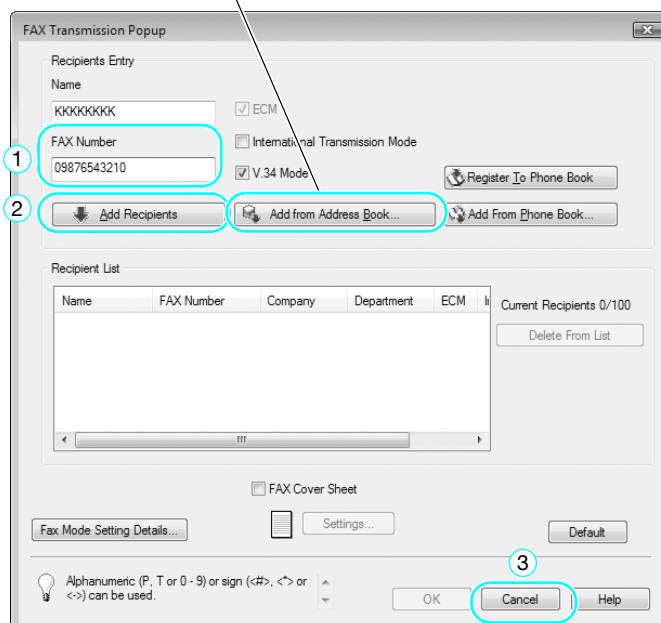 FAX Transmission Popup
Recipients Entry
Name
KKKKKKKK
ECM
FAX Number
International Transmission Mode
1
09876543210
V.34 Mode
Register To Phone Book
2
Add Recipients
Add from Address Book...
Add From Phone Book...
Recipient List
Name FAX Number Company Department ECM
Current Recipients 0/100
Delete From List
FAX Cover Sheet
Fax Mode Setting Details...
Settings...
Default
3
Alphanumeric (P, T or 0 - 9) or sign (<#>, <*> or
<-> ) can be used.
OK Cancel Help